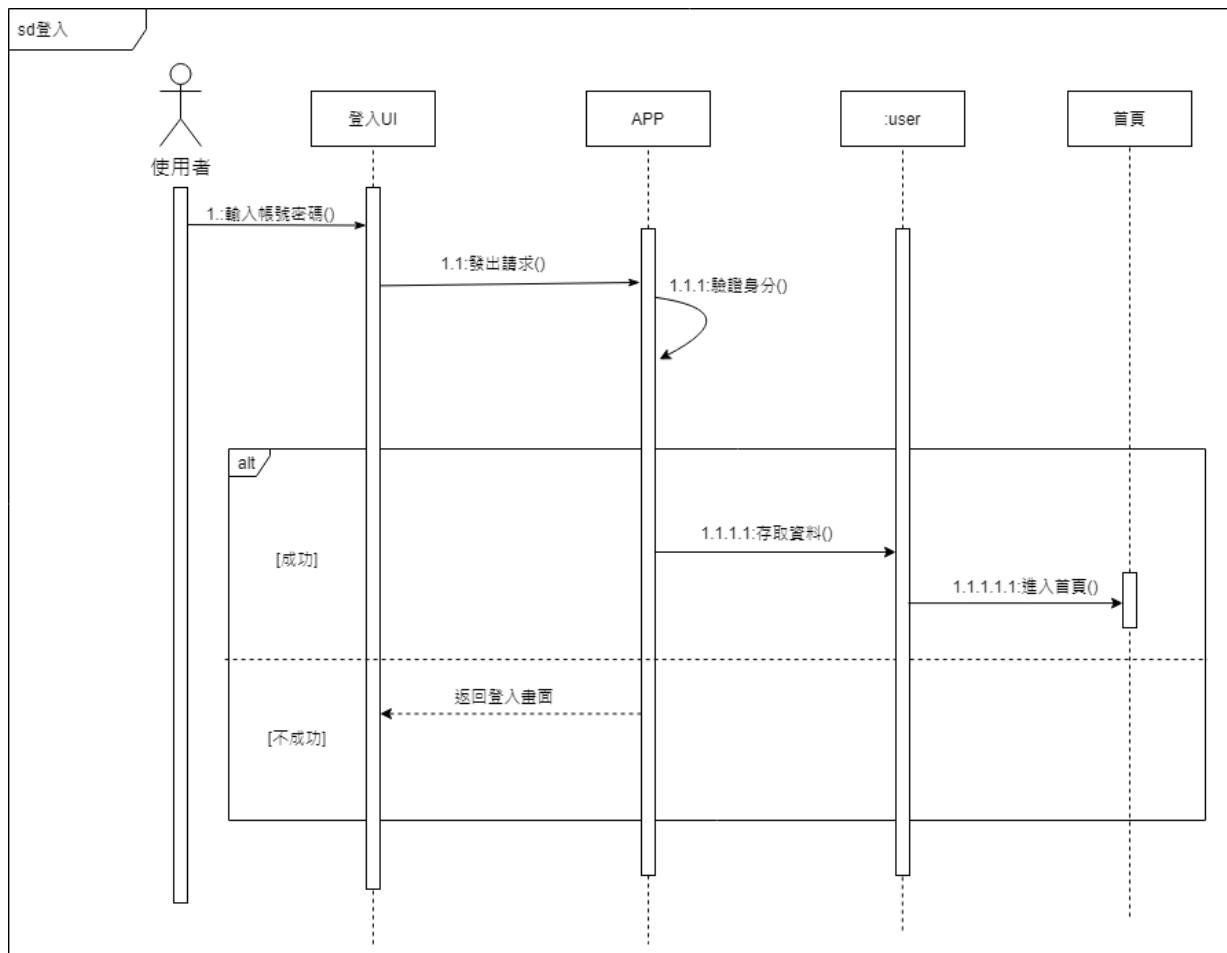 sd登入
使用者
登入UI
APP
:user
首頁
1.:輸入帳號密碼()
1.1:發出請求()
1.1.1:驗證身分()
alt
[成功]
1.1.1.1:存取資料()
1.1.1.1.1:進入首頁()
返回登入畫面
[不成功]